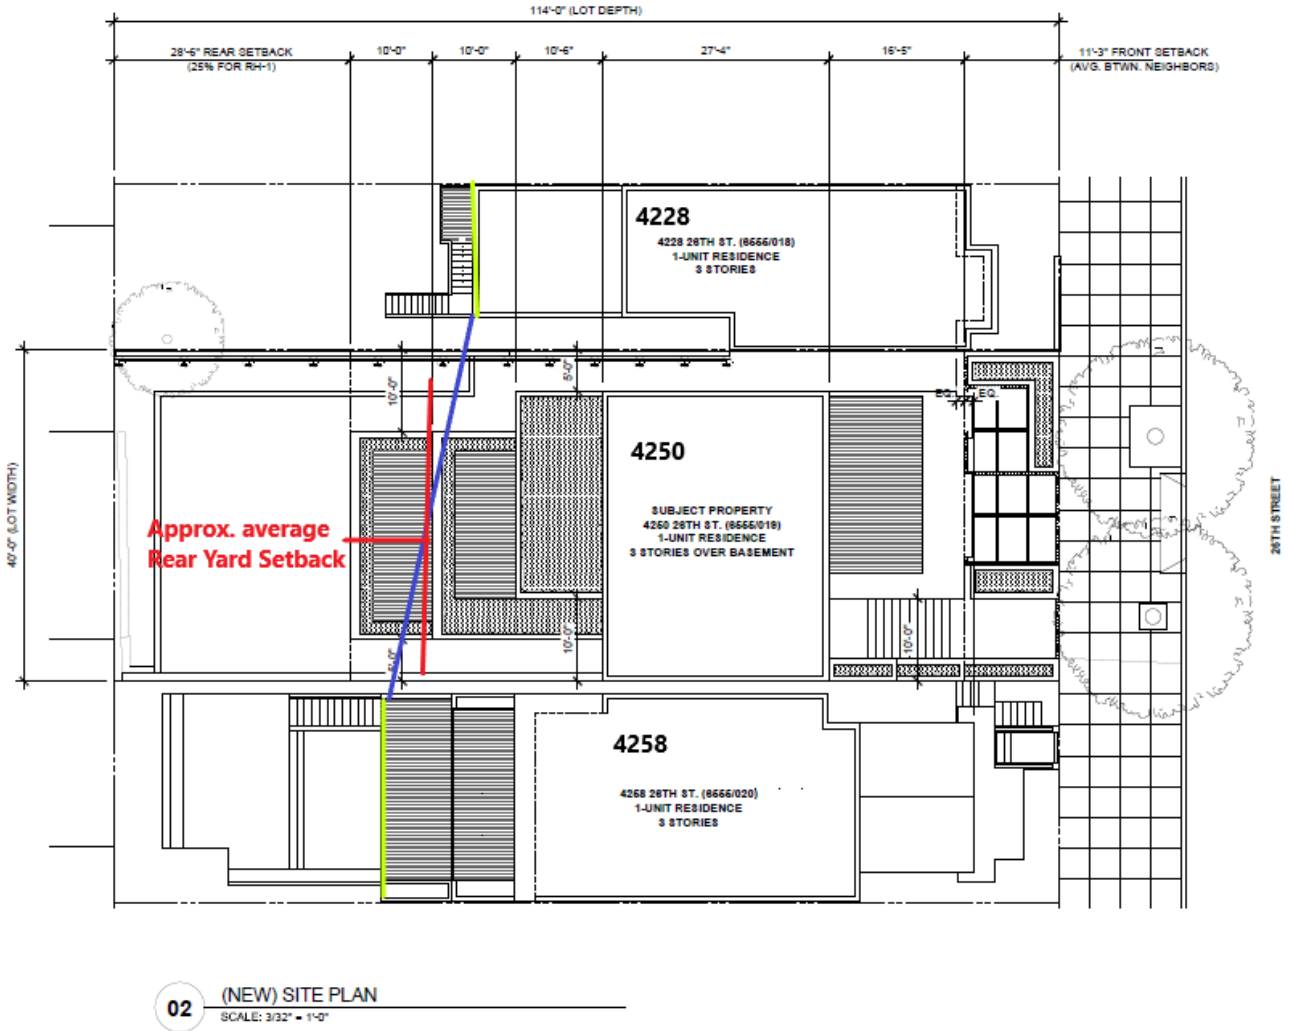 114'-0" (LOT DEPTH)
28'-6" REAR SETBACK
(25% FOR RH-1)
10'-0"
10'-0"
10'-6"
27'-4"
16'-5"
11'-3" FRONT SETBACK
(AVG. BTWN. NEIGHBORS)
4228
4228 26TH ST. (6555/018)
1-UNIT RESIDENCE
3 STORIES
10'-0"
5'-0"
EQ.
EQ.
4250
SUBJECT PROPERTY
4250 26TH ST. (6555/019)
1-UNIT RESIDENCE
3 STORIES OVER BASEMENT
40'-0" (LOT WIDTH)
26TH STREET
Approx. average
Rear Yard Setback
5'-0"
10'-0"
10'-0"
4258
4258 26TH ST. (6555/020)
1-UNIT RESIDENCE
3 STORIES
02
(NEW) SITE PLAN
SCALE: 3/32" = 1'-0"